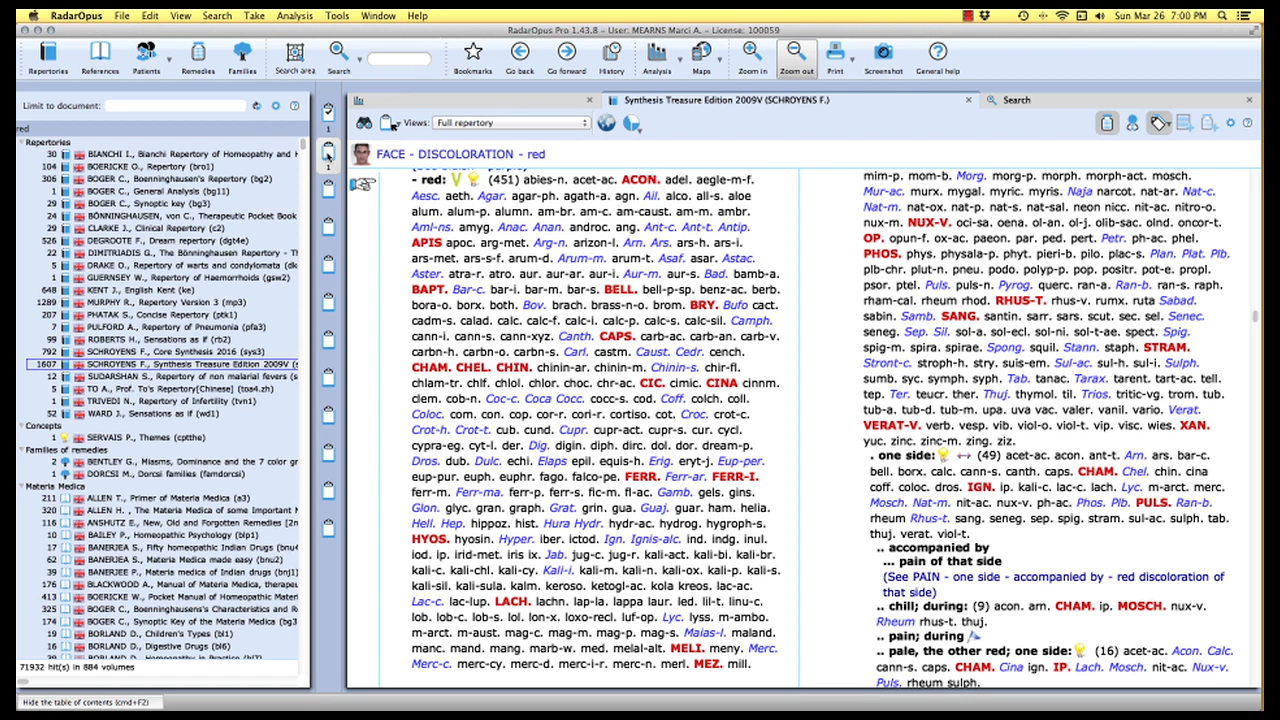 RadarOpus File Edit View Search Take Analysis Tools Window Help Sun Mar 26 7:00 PM
RadarOpus Pro 1.43.8 – User: MEARNS Marci A. – License: 100059
Repertories References Patients Remedies Families Search area Search Bookmarks Go back Go forward History Analysis Maps Zoom in Zoom out Print Screenshot General help
Limit to document:
red
Repertories
30 BIANCHI I., Bianchi Repertory of Homeopathy and H
104 BOERICKE O., Repertory (bro1)
306 BOGER C., Boenninghausen's Repertory (bg2)
1 BOGER C., General Analysis (bg11)
29 BOGER C., Synoptic key (bg3)
24 BÖNNINGHAUSEN, von C., Therapeutic Pocket Book
29 CLARKE J., Clinical Repertory (c2)
526 DEGROOTE F., Dream repertory (dgt4e)
22 DIMITRIADIS G., The Bönninghausen Repertory - T
5 DRAKE O., Repertory of warts and condylomata (dk
1 GUERNSEY W., Repertory of Haemorrhoids (gsw2)
648 KENT J., English Kent (ke)
1289 MURPHY R., Repertory Version 3 (mp3)
207 PHATAK S., Concise Repertory (ptk1)
7 PULFORD A., Repertory of Pneumonia (pfa3)
99 ROBERTS H., Sensations as if (rb2)
792 SCHROYENS F., Core Synthesis 2016 (sys3)
1607 SCHROYENS F., Synthesis Treasure Edition 2009V (s
12 SUDARSHAN S., Repertory of non malarial fevers (s
5 TO A., Prof. To's Repertory[Chinese] (toa4.zh)
1 TRIVEDI N., Repertory of Infertility (tvn1)
52 WARD J., Sensations as if (wd1)
Concepts
1 SERVAIS P., Themes (cptthe)
Families of remedies
2 BENTLEY G., Miasms, Dominance and the 7 color gr
1 DORCSI M., Dorcsi families (famdorcsi)
Materia Medica
211 ALLEN T., Primer of Materia Medica (a3)
320 ALLEN H. , The Materia Medica of some Important N
116 ANSHUTZ E., New, Old and Forgotten Remedies [2n
10 BAILEY P., Homeopathic Psychology (blp1)
17 BANERJEA S., Fifty homeopathic Indian Drugs (bnu4
62 BANERJEA S., Materia Medica made easy (bnu2)
42 BANERJEE P., Materia medica of Indian drugs (bnj1)
176 BLACKWOOD A., Manual of Materia Medica, therapeu
413 BOERICKE W., Pocket Manual of Homeopathic Mater
325 BOGER C., Boenninghausens's Characteristics and R
174 BOGER C., Synoptic Key of the Materia Medica (bg3
19 BORLAND D., Children's Types (bl1)
16 BORLAND D., Digestive Drugs (bl6)
71932 hit(s) in 884 volumes
Hide the table of contents (cmd+F2)
1
1
Synthesis Treasure Edition 2009V (SCHROYENS F.) Search
Views: Full repertory
FACE - DISCOLORATION - red
- red: (451) abies-n. acet-ac. ACON. adel. aegle-m-f.
Aesc. aeth. Agar. agar-ph. agath-a. agn. Ail. alco. all-s. aloe
alum. alum-p. alumn. am-br. am-c. am-caust. am-m. ambr.
Aml-ns. amyg. Anac. Anan. androc. ang. Ant-c. Ant-t. Antip.
APIS apoc. arg-met. Arg-n. arizon-l. Arn. Ars. ars-h. ars-i.
ars-met. ars-s-f. arum-d. Arum-m. arum-t. Asaf. asar. Astac.
Aster. atra-r. atro. aur. aur-ar. aur-i. Aur-m. aur-s. Bad. bamb-a.
BAPT. Bar-c. bar-i. bar-m. bar-s. BELL. bell-p-sp. benz-ac. berb.
bora-o. borx. both. Bov. brach. brass-n-o. brom. BRY. Bufo cact.
cadm-s. calad. calc. calc-f. calc-i. calc-p. calc-s. calc-sil. Camph.
cann-i. cann-s. cann-xyz. Canth. CAPS. carb-ac. carb-an. carb-v.
carbn-h. carbn-o. carbn-s. Carl. castm. Caust. Cedr. cench.
CHAM. CHEL. CHIN. chinin-ar. chinin-m. Chinin-s. chir-fl.
chlam-tr. chlf. chlol. chlor. choc. chr-ac. CIC. cimic. CINA cinnm.
clem. cob-n. Coc-c. Coca Cocc. cocc-s. cod. Coff. colch. coll.
Coloc. com. con. cop. cor-r. cori-r. cortiso. cot. Croc. crot-c.
Crot-h. Crot-t. cub. cund. Cupr. cupr-act. cupr-s. cur. cycl.
cypra-eg. cyt-l. der. Dig. digin. diph. dirc. dol. dor. dream-p.
Dros. dub. Dulc. echi. Elaps epil. equis-h. Erig. eryt-j. Eup-per.
eup-pur. euph. euphr. fago. falco-pe. FERR. Ferr-ar. FERR-I.
ferr-m. Ferr-ma. ferr-p. ferr-s. fic-m. fl-ac. Gamb. gels. gins.
Glon. glyc. gran. graph. Grat. grin. gua. Guaj. guar. ham. helia.
Hell. Hep. hippoz. hist. Hura Hydr. hydr-ac. hydrog. hygroph-s.
HYOS. hyosin. Hyper. iber. ictod. Ign. Ignis-alc. ind. indg. inul.
iod. ip. irid-met. iris ix. Jab. jug-c. jug-r. kali-act. kali-bi. kali-br.
kali-c. kali-chl. kali-cy. Kali-i. kali-m. kali-n. kali-ox. kali-p. kali-s.
kali-sil. kali-sula. kalm. keroso. ketogl-ac. kola kreos. lac-ac.
Lac-c. lac-lup. LACH. lachn. lap-la. lappa laur. led. lil-t. linu-c.
lob. lob-c. lob-s. lol. lon-x. loxo-recl. luf-op. Lyc. lyss. m-ambo.
m-arct. m-aust. mag-c. mag-m. mag-p. mag-s. Maias-l. maland.
manc. mand. mang. marb-w. med. melal-alt. MELI. meny. Merc.
Merc-c. merc-cy. merc-d. merc-i-r. merc-n. merl. MEZ. mill.
mim-p. mom-b. Morg. morg-p. morph. morph-act. mosch.
Mur-ac. murx. mygal. myric. myris. Naja narcot. nat-ar. Nat-c.
Nat-m. nat-ox. nat-p. nat-s. nat-sal. neon nicc. nit-ac. nitro-o.
nux-m. NUX-V. oci-sa. oena. ol-an. ol-j. olib-sac. olnd. oncor-t.
OP. opun-f. ox-ac. paeon. par. ped. pert. Petr. ph-ac. phel.
PHOS. phys. physala-p. phyt. pieri-b. pilo. plac-s. Plan. Plat. Plb.
plb-chr. plut-n. pneu. podo. polyp-p. pop. positr. pot-e. propl.
psor. ptel. Puls. puls-n. Pyrog. querc. ran-a. Ran-b. ran-s. raph.
rham-cal. rheum rhod. RHUS-T. rhus-v. rumx. ruta Sabad.
sabin. Samb. SANG. santin. sarr. sars. scut. sec. sel. Senec.
seneg. Sep. Sil. sol-a. sol-ecl. sol-ni. sol-t-ae. spect. Spig.
spig-m. spira. spirae. Spong. squil. Stann. staph. STRAM.
Stront-c. stroph-h. stry. suis-em. Sul-ac. sul-h. sul-i. Sulph.
sumb. syc. symph. syph. Tab. tanac. Tarax. tarent. tart-ac. tell.
tep. Ter. teucr. ther. Thuj. thymol. til. Trios. tritic-vg. trom. tub.
tub-a. tub-d. tub-m. upa. uva vac. valer. vanil. vario. Verat.
VERAT-V. verb. vesp. vib. viol-o. viol-t. vip. visc. wies. XAN.
yuc. zinc. zinc-m. zing. ziz.
. one side: (49) acet-ac. acon. ant-t. Arn. ars. bar-c.
bell. borx. calc. cann-s. canth. caps. CHAM. Chel. chin. cina
coff. coloc. dros. IGN. ip. kali-c. lac-c. lach. Lyc. m-arct. merc.
Mosch. Nat-m. nit-ac. nux-v. ph-ac. Phos. Plb. PULS. Ran-b.
rheum Rhus-t. sang. seneg. sep. spig. stram. sul-ac. sulph. tab.
thuj. verat. viol-t.
.. accompanied by
... pain of that side
(See PAIN - one side - accompanied by - red discoloration of
that side)
.. chill; during: (9) acon. arn. CHAM. ip. MOSCH. nux-v.
Rheum rhus-t. thuj.
.. pain; during
.. pale, the other red; one side: (16) acet-ac. Acon. Calc.
cann-s. caps. CHAM. Cina ign. IP. Lach. Mosch. nit-ac. Nux-v.
Puls. rheum sulph.